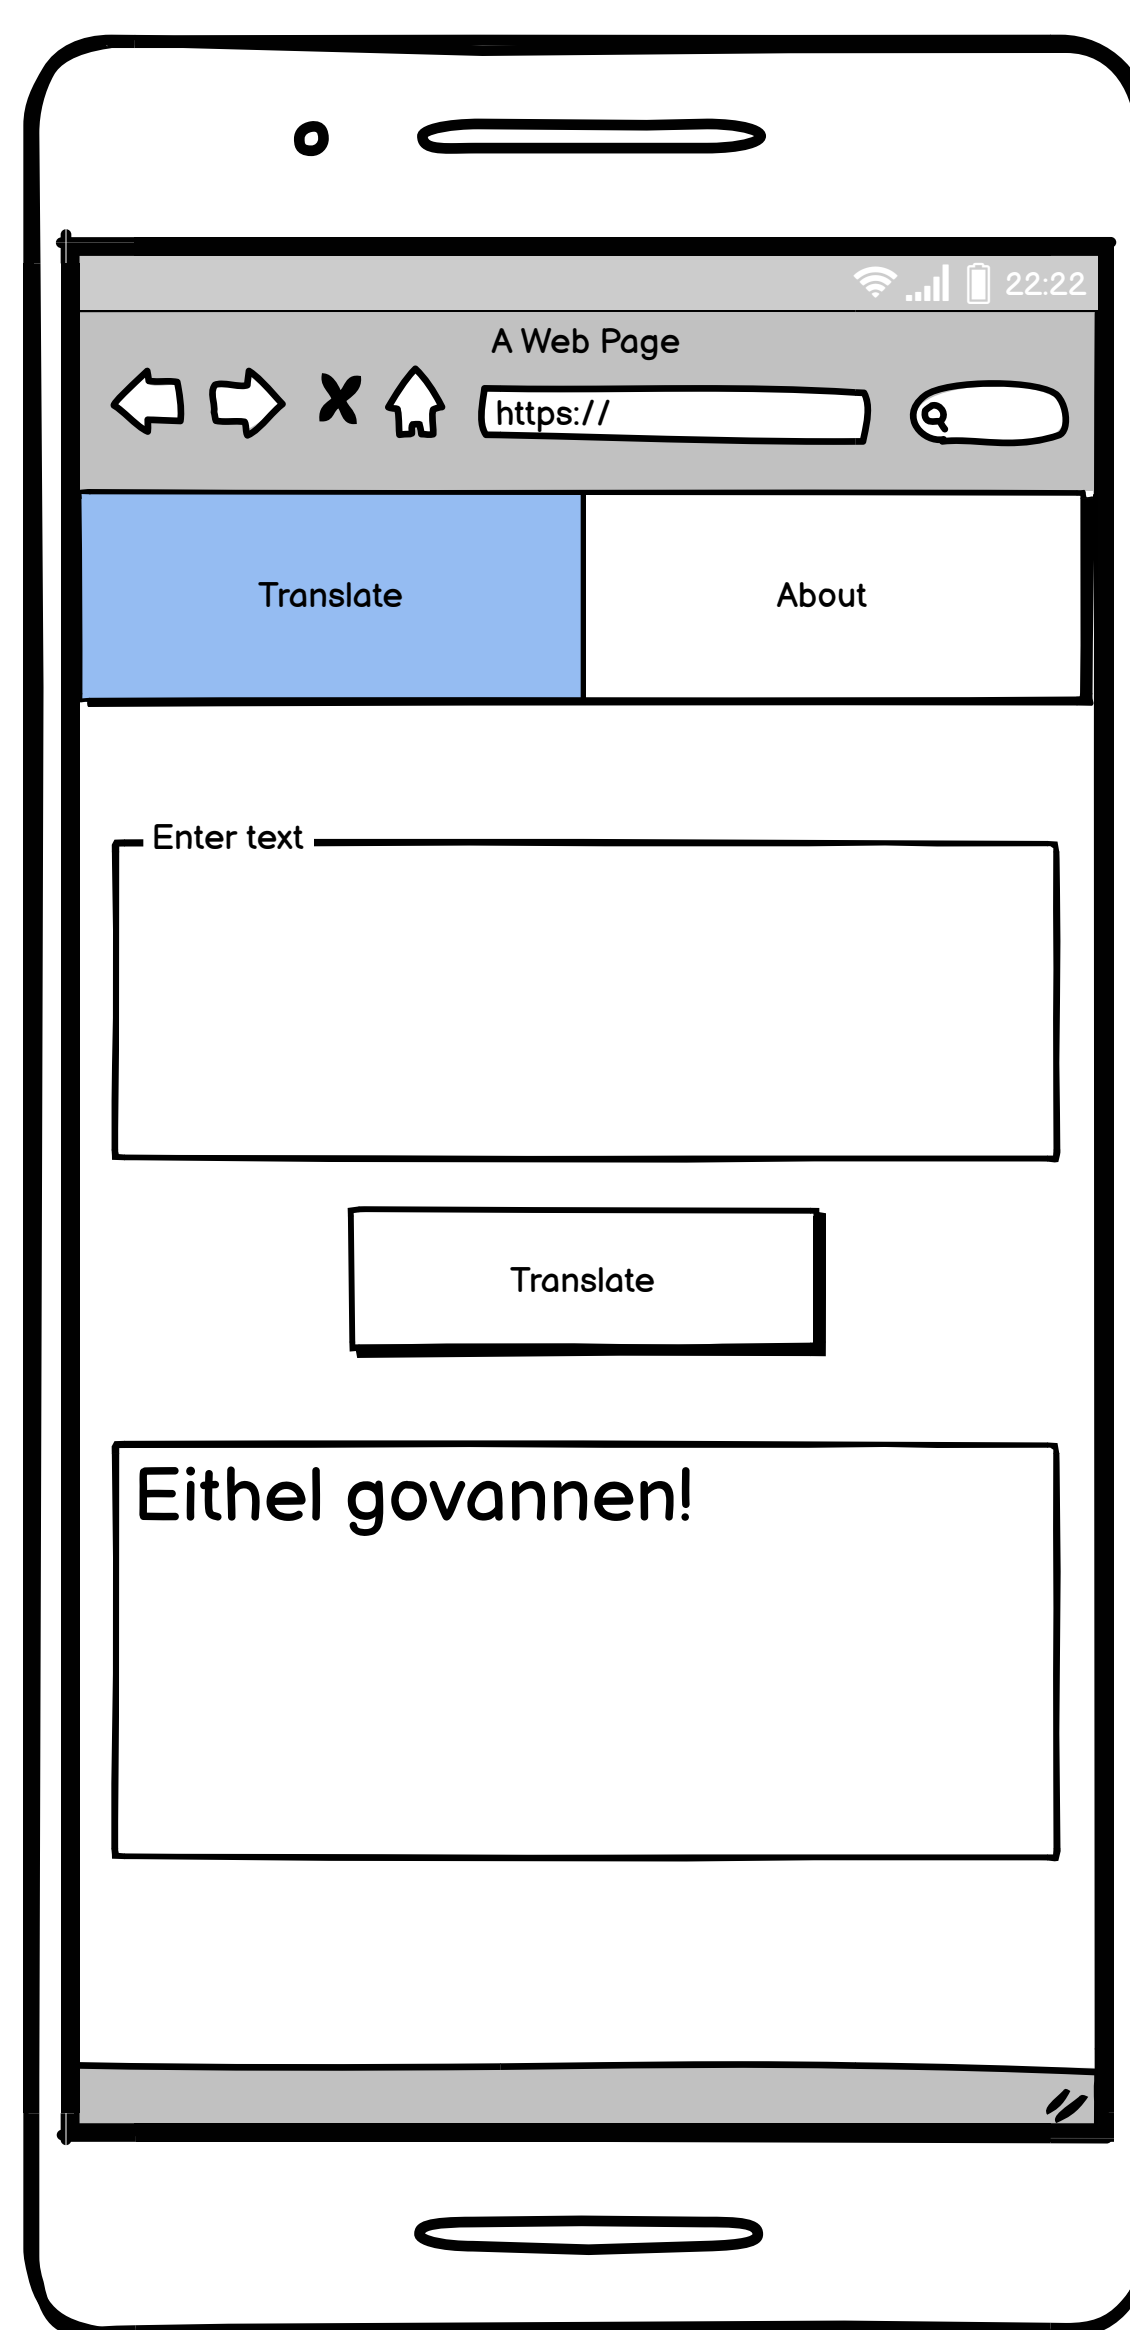 22:22
A Web Page
https://
Translate
About
Enter text
Translate
Eithel govannen!